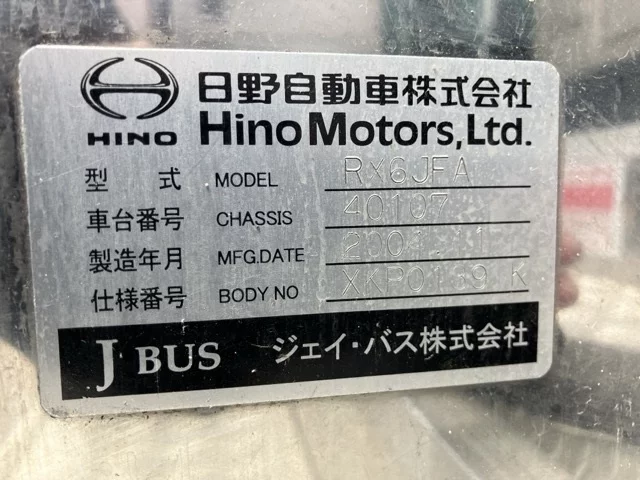 日野自動車株式会社
HINO Hino Motors, Ltd.
型 式 MODEL RX6JFA
車台番号 CHASSIS 40107
製造年月 MFG.DATE
仕様番号 BODY NO
J BUS ジェイ・バス株式会社